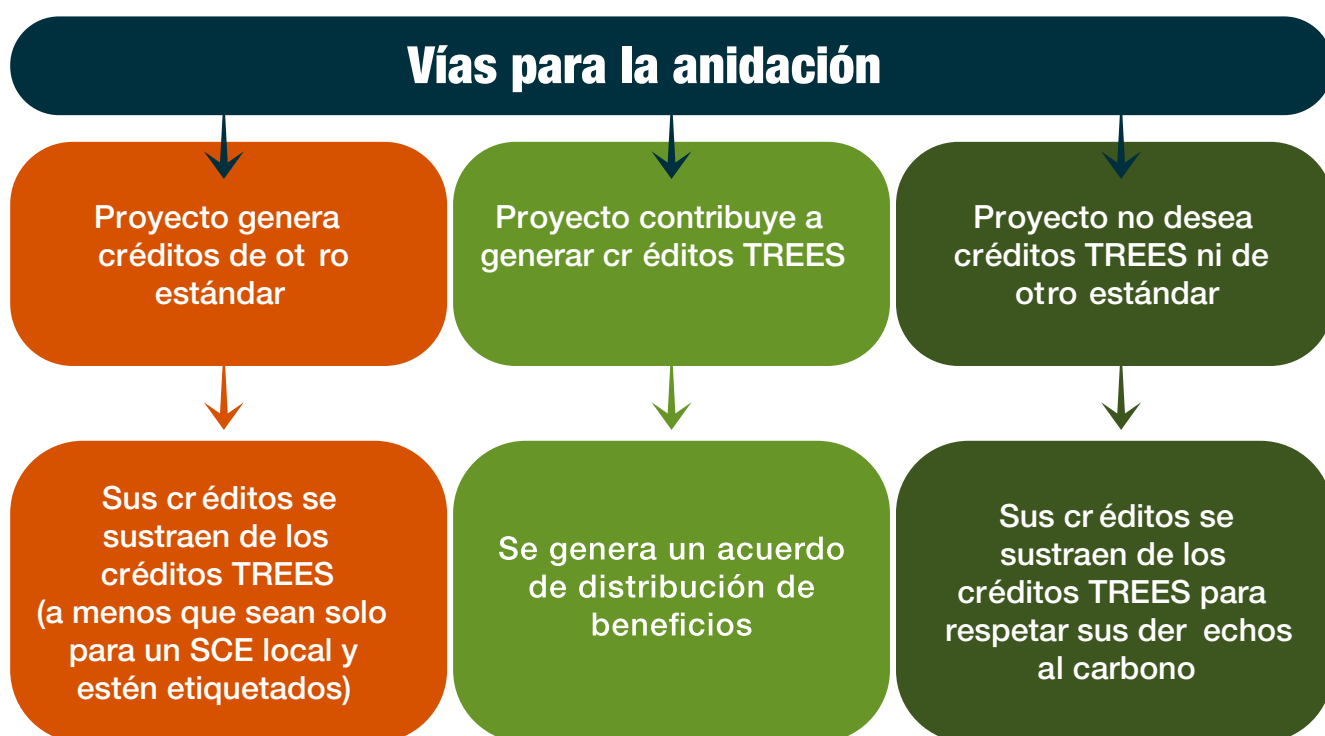 Vías para la anidación
Proyecto genera
créditos de ot ro
estándar
Proyecto contribuye a
generar cr éditos TREES
Proyecto no desea
créditos TREES ni de
otro estándar
Sus cr éditos se
sustraen de los
créditos TREES
(a menos que sean solo
para un SCE local y
estén etiquetados)
Se genera un acuerdo
de distribución de
beneficios
Sus cr éditos se
sustraen de los
créditos TREES para
respetar sus der echos
al carbono